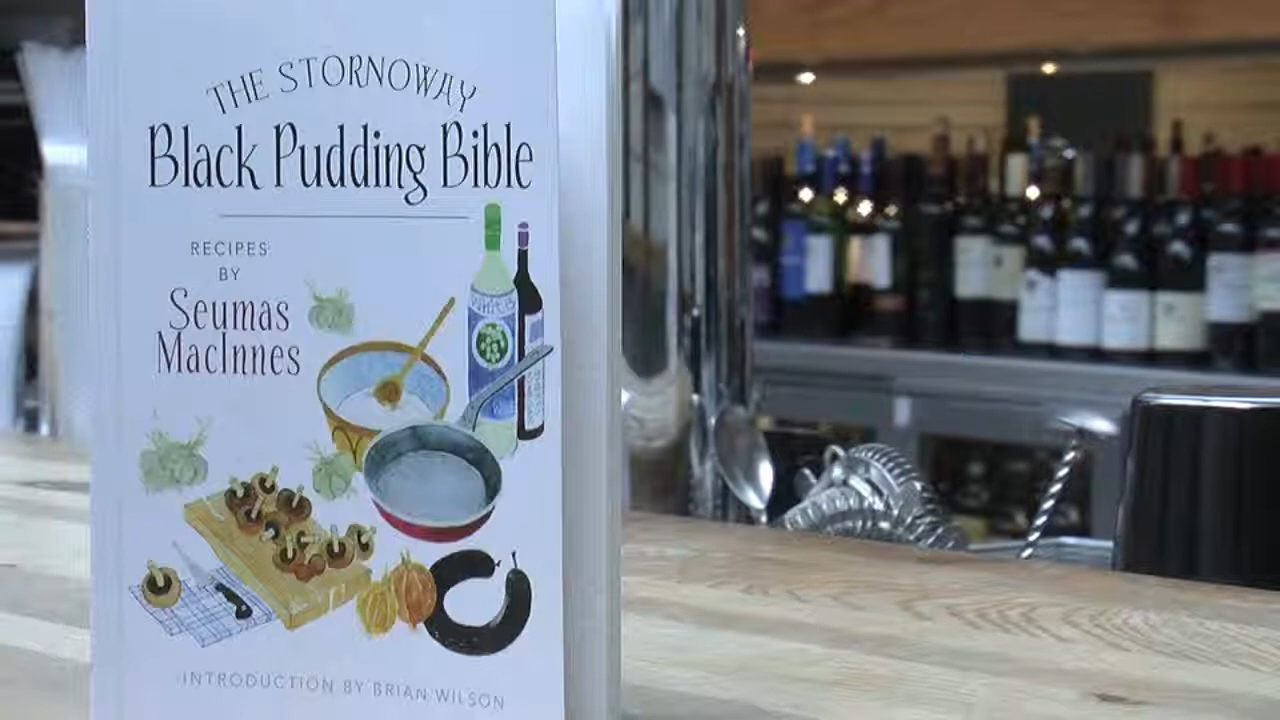 THE STORNOWAY
Black Pudding Bible
RECIPES
BY
Seumas
MacInnes
INTRODUCTION BY BRIAN WILSON